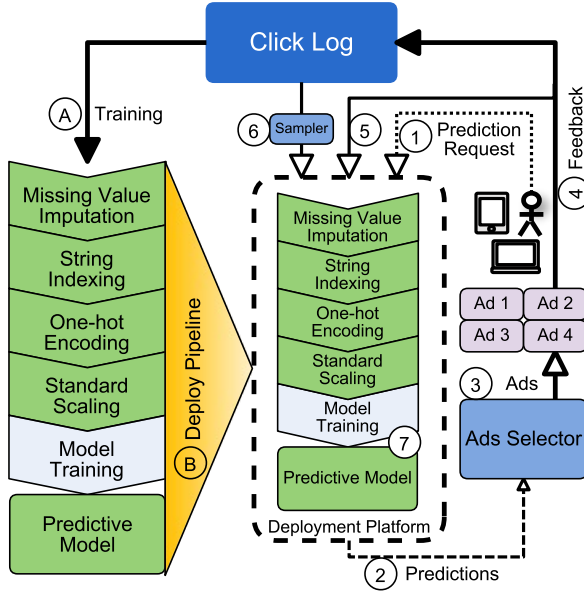 Click Log
A
Training
6
Sampler
5
1
Prediction
Request
4
Feedback
Missing Value
Imputation
String
Indexing
One-hot
Encoding
Standard
Scaling
Model
Training
Predictive
Model
B
Deploy Pipeline
Missing Value
Imputation
String
Indexing
One-hot
Encoding
Standard
Scaling
Model
Training
7
Predictive Model
Deployment Platform
Ad 1
Ad 2
Ad 3
Ad 4
3
Ads
Ads Selector
2
Predictions